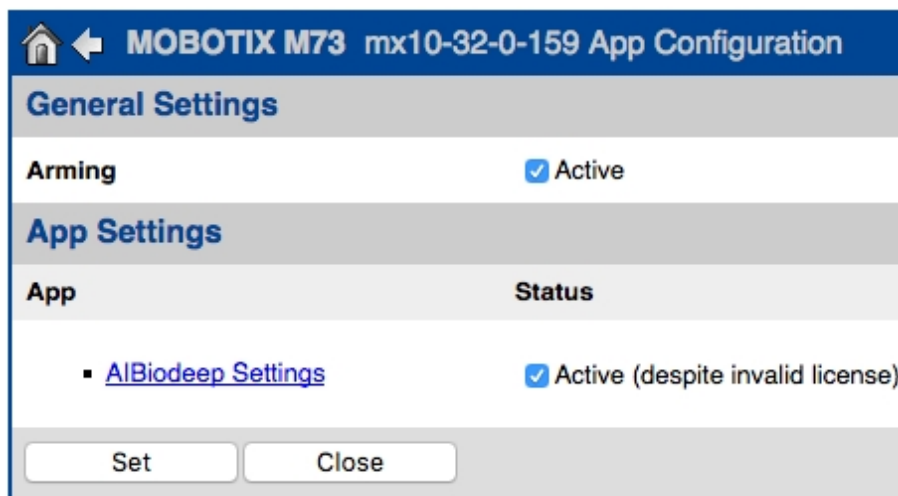 MOBOTIX M73 mx10-32-0-159 App Configuration
General Settings
Arming Active
App Settings
App Status
AIBiodeep Settings Active (despite invalid license)
Set Close